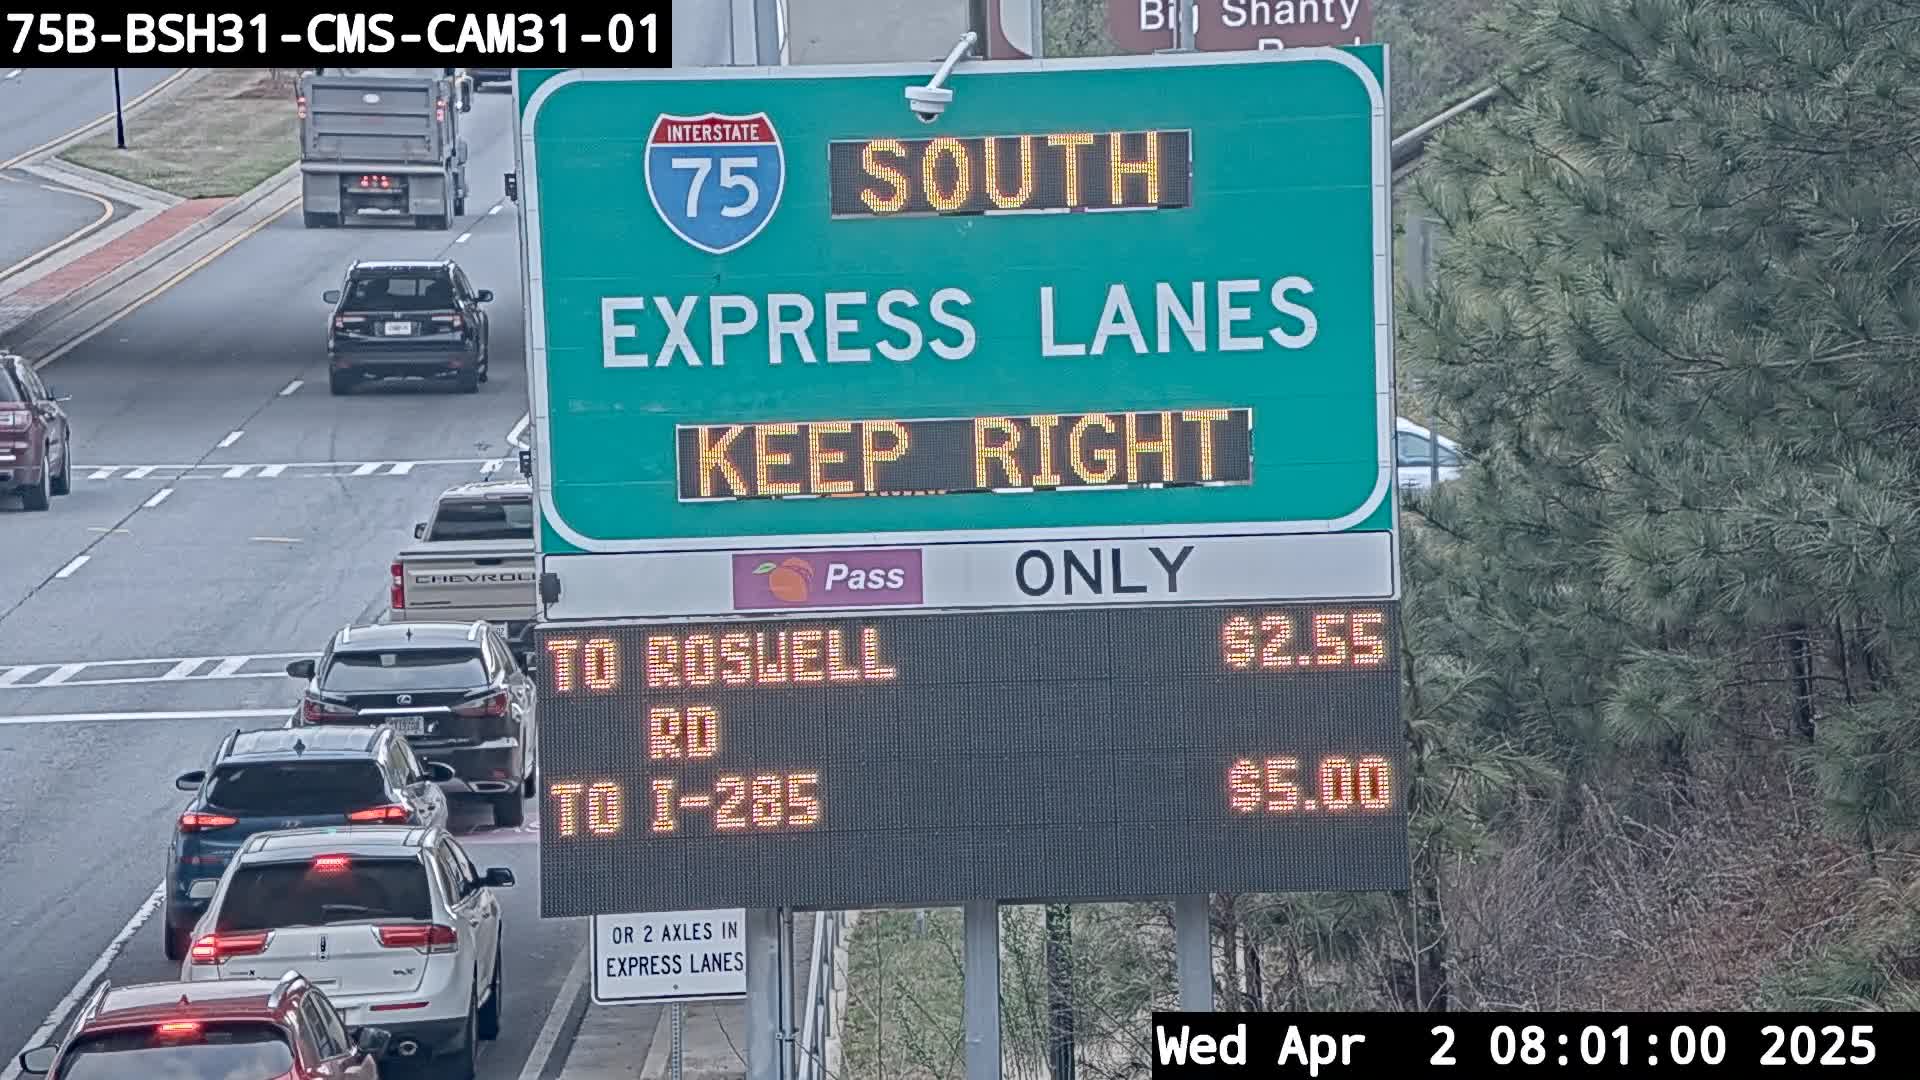 75B-BSH31-CMS-CAM31-01
Big Shanty
INTERSTATE
75
SOUTH
EXPRESS LANES
KEEP RIGHT
Pass
ONLY
TO ROSWELL $2.55
RD
TO I-285 $5.00
CHEVROL
OR 2 AXLES IN
EXPRESS LANES
Wed Apr 2 08:01:00 2025